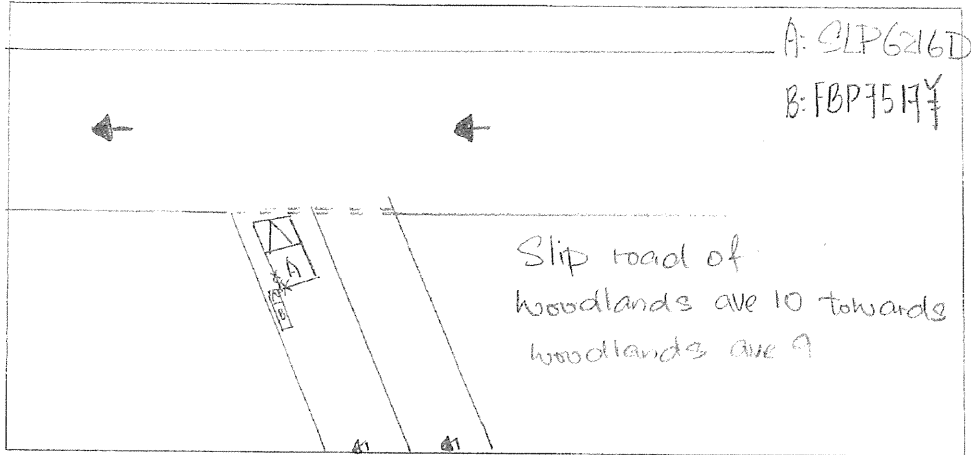 A: SLP6216D
B: FBP7517Y
A
B
Slip road of
woodlands ave 10 towards
woodlands ave 9